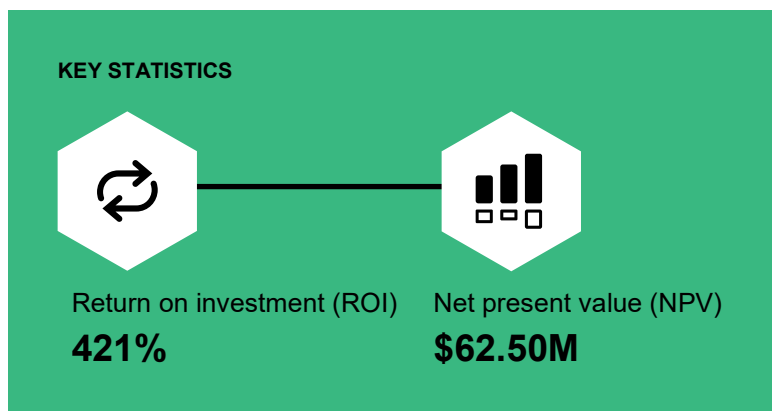 KEY STATISTICS
Return on investment (ROI)
421%
Net present value (NPV)
$62.50M